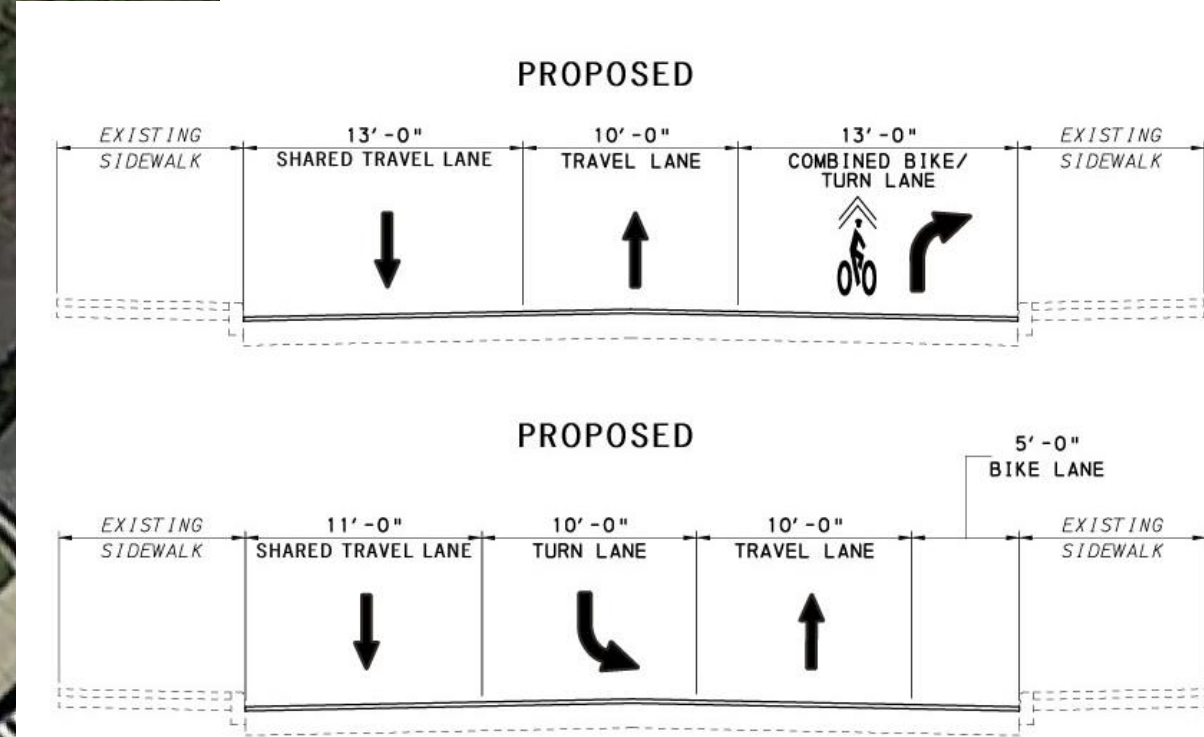 PROPOSED
EXISTING SIDEWALK
13'-0"
SHARED TRAVEL LANE
10'-0"
TRAVEL LANE
13'-0"
COMBINED BIKE/
TURN LANE
EXISTING
SIDEWALK
PROPOSED
5'-0"
BIKE LANE
EXISTING
SIDEWALK
11'-0"
SHARED TRAVEL LANE
10'-0"
TURN LANE
10'-0"
TRAVEL LANE
EXISTING
SIDEWALK